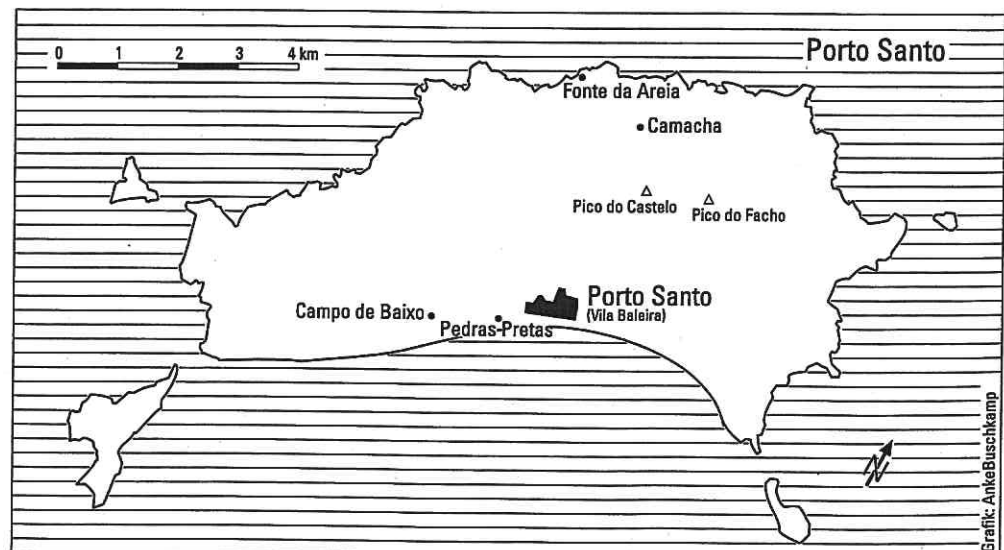 0 1 2 3 4 km
Porto Santo
Fonte da Areia
Camacha
Pico do Castelo
Pico do Facho
Porto Santo
(Vila Baleira)
Campo de Baixo
Pedras-Pretas
N
Grafik: AnkeBuschkamp